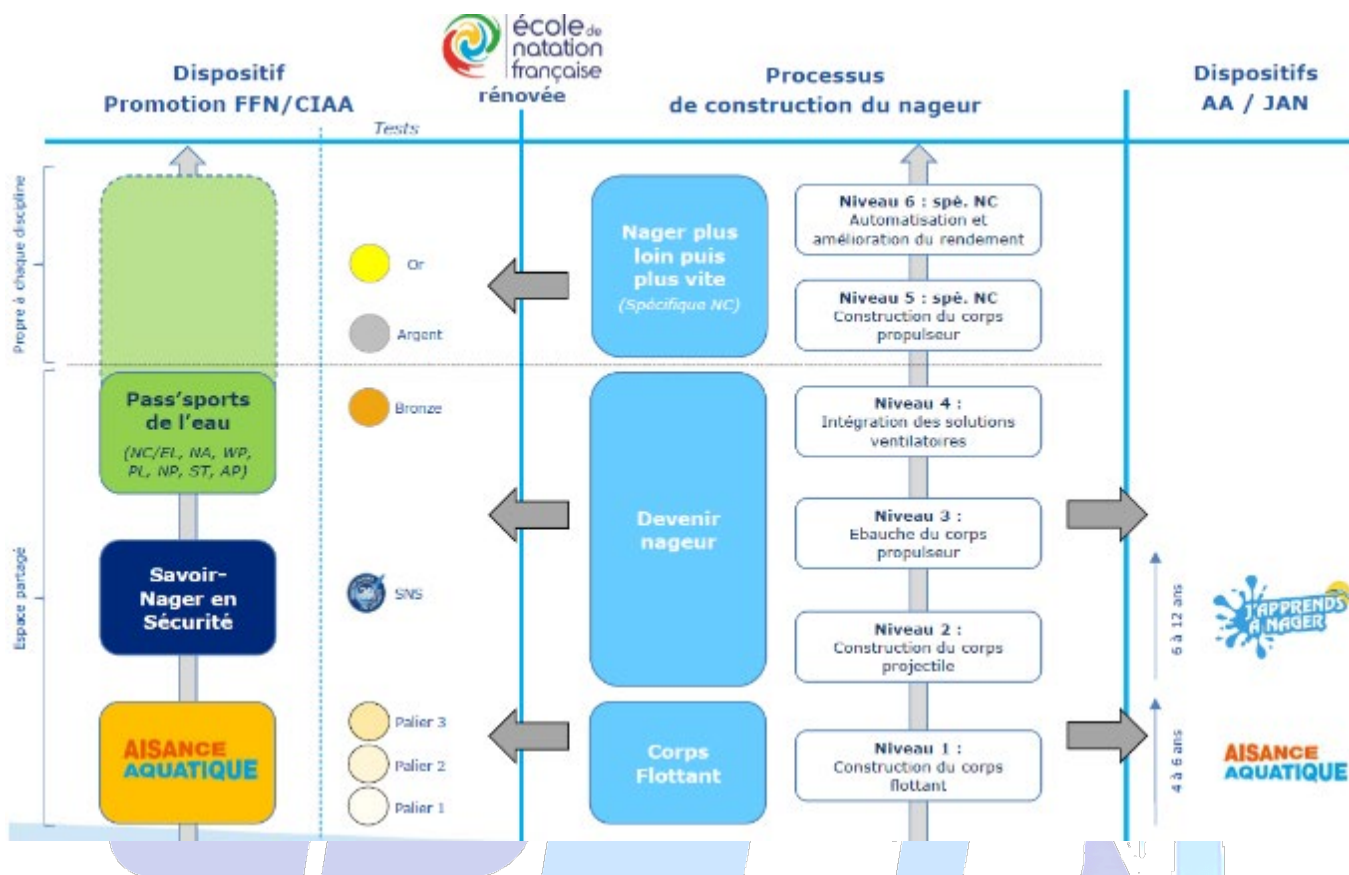 école de
natation
française
rénovée
Dispositif
Promotion FFN/CIAA
Tests
Processus
de construction du nageur
Dispositifs
AA / JAN
Propre à chaque discipline
Espace partagé
Pass'sports
de l'eau
(NC/EL, NA, WP,
PL, NP, ST, AP)
Savoir-
Nager en
Sécurité
AISANCE
AQUATIQUE
Or
Argent
Bronze
SNS
Palier 3
Palier 2
Palier 1
Nager plus
loin puis
plus vite
(Spécifique NC)
Devenir
nageur
Corps
Flottant
Niveau 6 : spé. NC
Automatisation et
amélioration du rendement
Niveau 5 : spé. NC
Construction du corps
propulseur
Niveau 4 :
Intégration des solutions
ventilatoires
Niveau 3 :
Ebauche du corps
propulseur
Niveau 2 :
Construction du corps
projectile
Niveau 1 :
Construction du corps
flottant
6 à 12 ans
J'APPRENDS
À NAGER
4 à 6 ans
AISANCE
AQUATIQUE